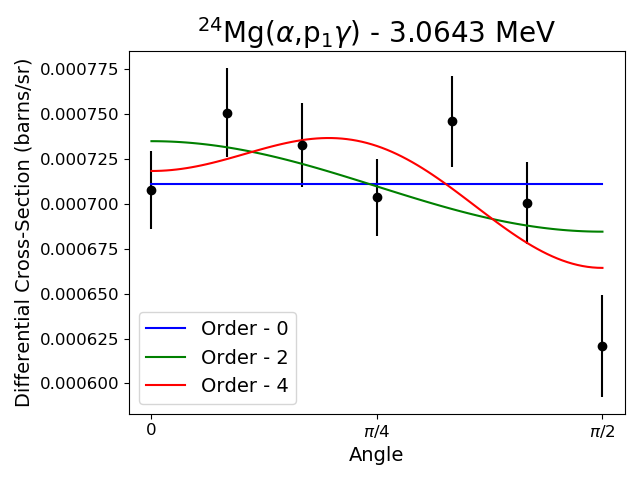 ²⁴Mg(α,p₁γ) - 3.0643 MeV
Differential Cross-Section (barns/sr)
0.000775
0.000750
0.000725
0.000700
0.000675
0.000650
0.000625
0.000600
Order - 0
Order - 2
Order - 4
0 π/4 π/2
Angle